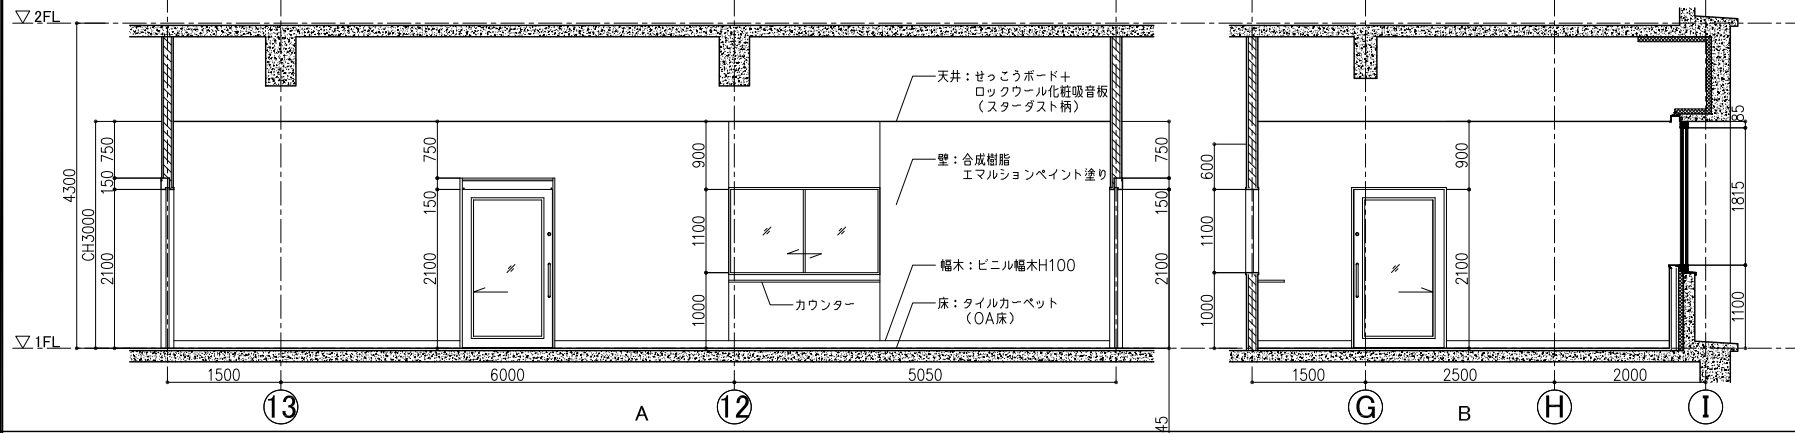 2FL
天井：せっこうボード＋
ロックウール化粧吸音板
（スターダスト柄）
壁：合成樹脂
エマルションペイント塗り
幅木：ビニル幅木H100
カウンター
床：タイルカーペット
（OA床）
4300
CH3000
750
150
2100
750
150
2100
900
1100
1000
750
150
2100
1FL
1500
6000
5050
13
A
12
45
600
1100
1000
900
2100
85
1815
1100
1500
2500
2000
G
B
H
I